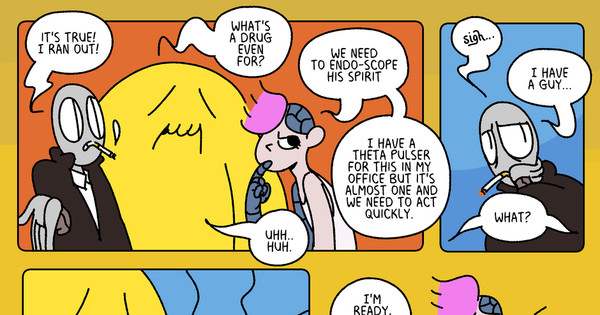 IT'S TRUE!
I RAN OUT!
WHAT'S
A DRUG
EVEN
FOR?
WE NEED
TO ENDO-SCOPE
HIS SPIRIT
I HAVE A
THETA PULSER
FOR THIS IN MY
OFFICE BUT IT'S
ALMOST ONE AND
WE NEED TO ACT
QUICKLY.
UHH..
HUH.
sigh...
I HAVE
A GUY...
WHAT?
I'M
READY,